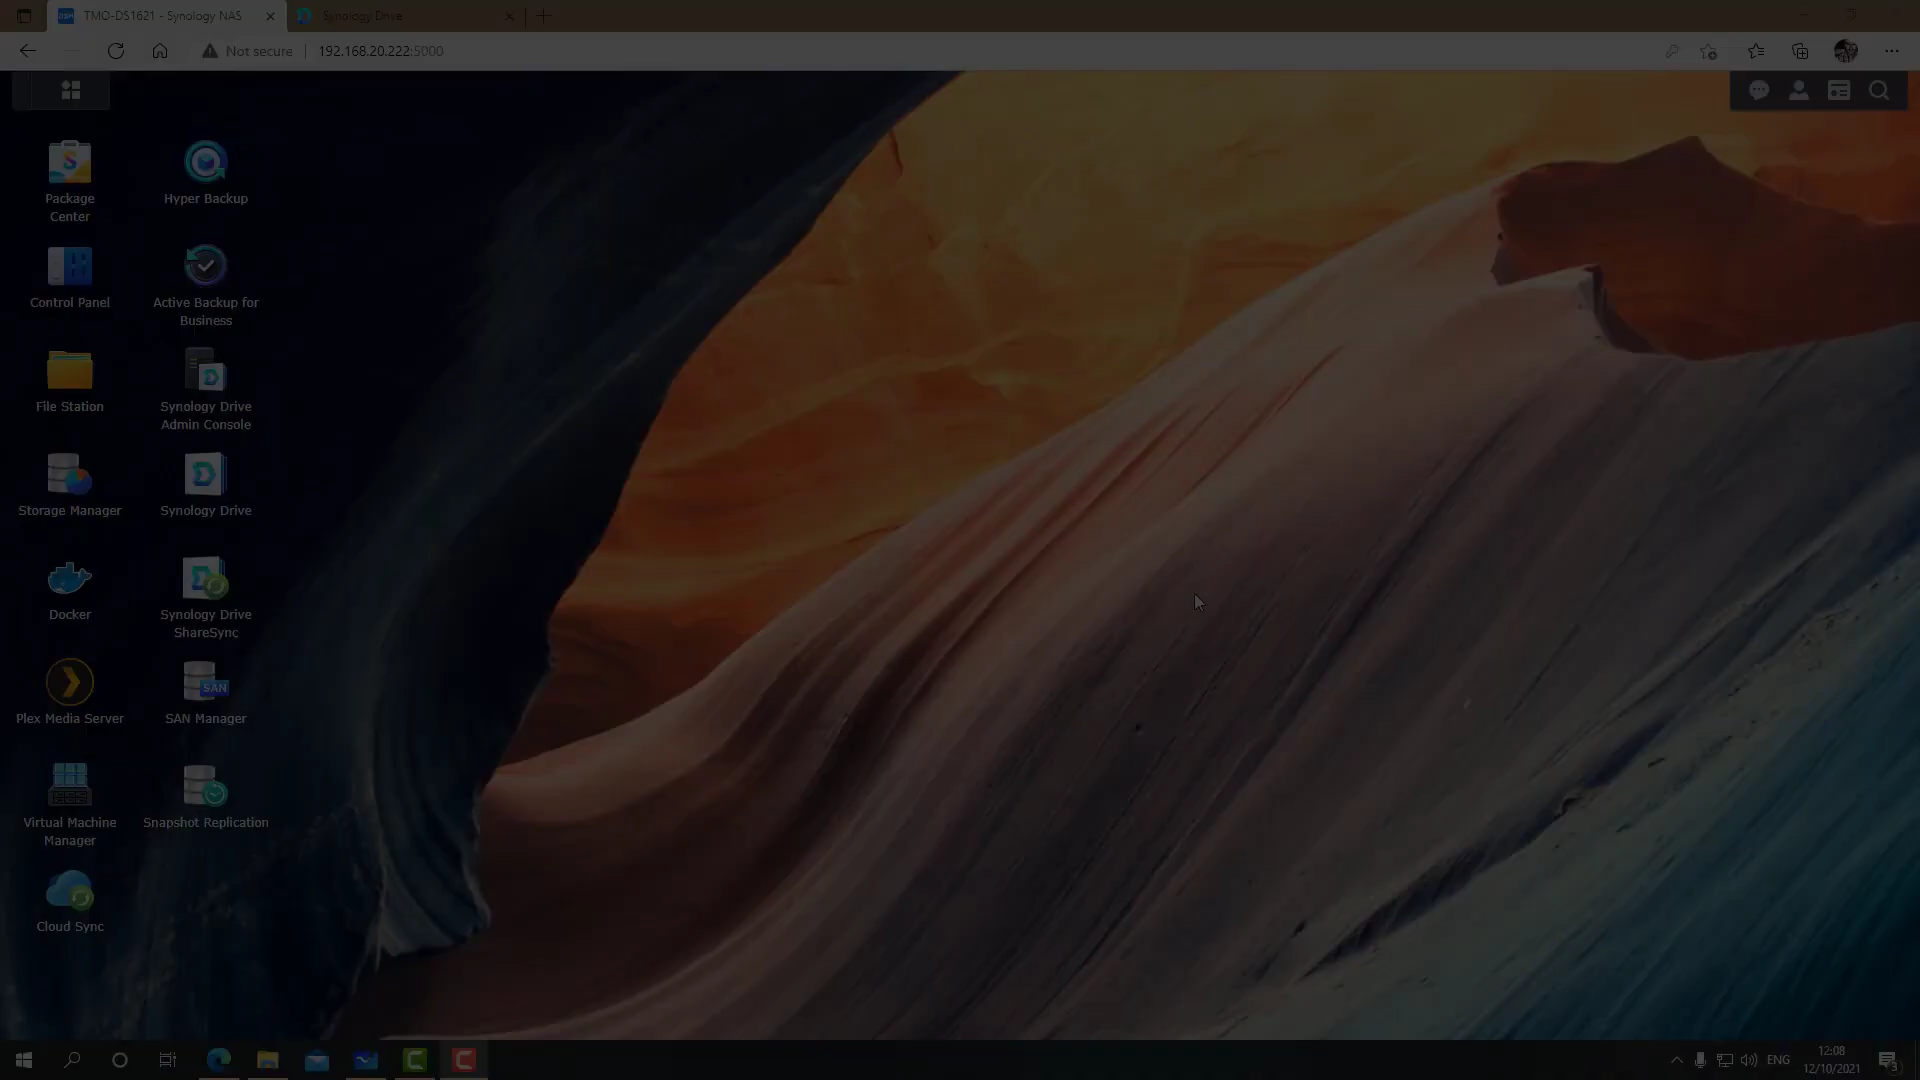 TMO-DS1621 - Synology NAS
Synology Drive
Not secure
192.168.20.222:5000
Package
Center
Hyper Backup
Control Panel
Active Backup for
Business
File Station
Synology Drive
Admin Console
Storage Manager
Synology Drive
Docker
Synology Drive
ShareSync
Plex Media Server
SAN
SAN Manager
Virtual Machine
Manager
Snapshot Replication
Cloud Sync
ENG
12:08
12/10/2021
3